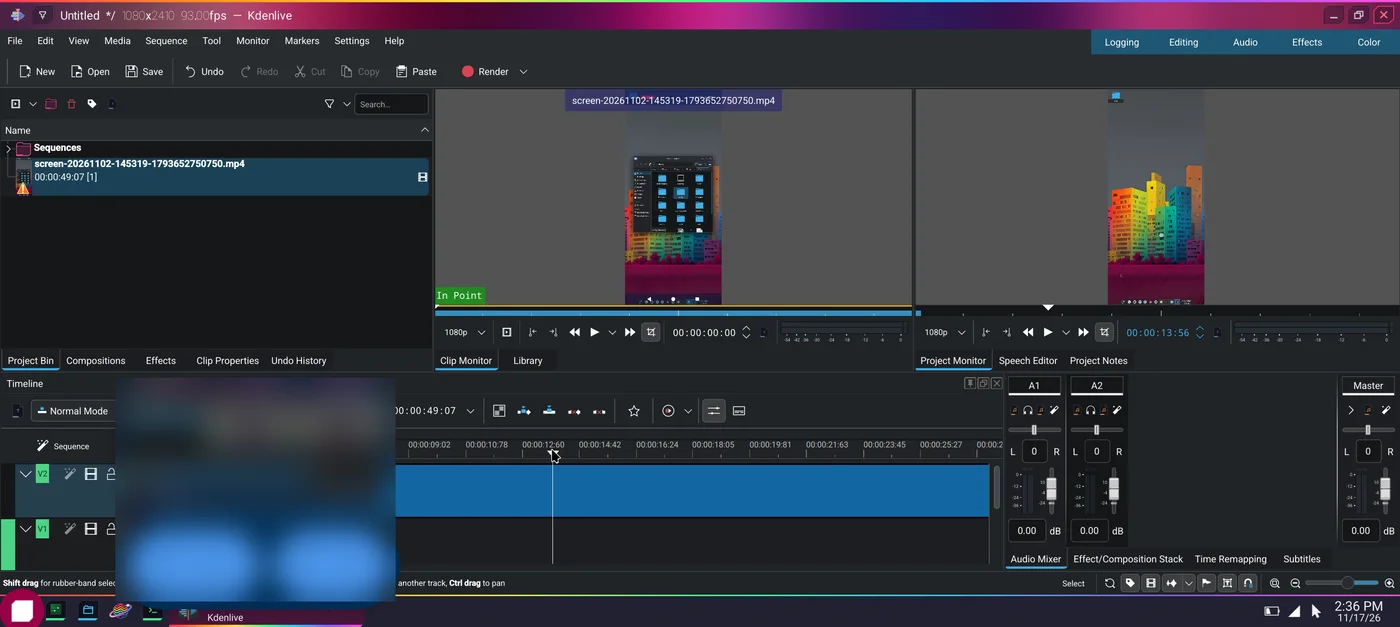 Untitled */ 1080x2410 93.00fps — Kdenlive
File Edit View Media Sequence Tool Monitor Markers Settings Help
Logging Editing Audio Effects Color
New Open Save Undo Redo Cut Copy Paste Render
Search...
Name
Sequences
screen-20261102-145319-1793652750750.mp4
00:00:49:07 [1]
screen-20261102-145319-1793652750750.mp4
In Point
1080p 00:00:00:00
1080p 00:00:13:56
Project Bin Compositions Effects Clip Properties Undo History
Clip Monitor Library
Project Monitor Speech Editor Project Notes
Timeline
Normal Mode
00:00:49:07
Sequence
00:00:09:02 00:00:10:78 00:00:12:60 00:00:14:42 00:00:16:24 00:00:18:05 00:00:19:81 00:00:21:63 00:00:23:45 00:00:25:27 00:00:2
V2
V1
A1 A2 Master
L 0 R L 0 R L 0 R
0.00 dB 0.00 dB 0.00 dB
Audio Mixer Effect/Composition Stack Time Remapping Subtitles
Shift drag for rubber-band selec
another track, Ctrl drag to pan
Select
Kdenlive
2:36 PM
11/17/26